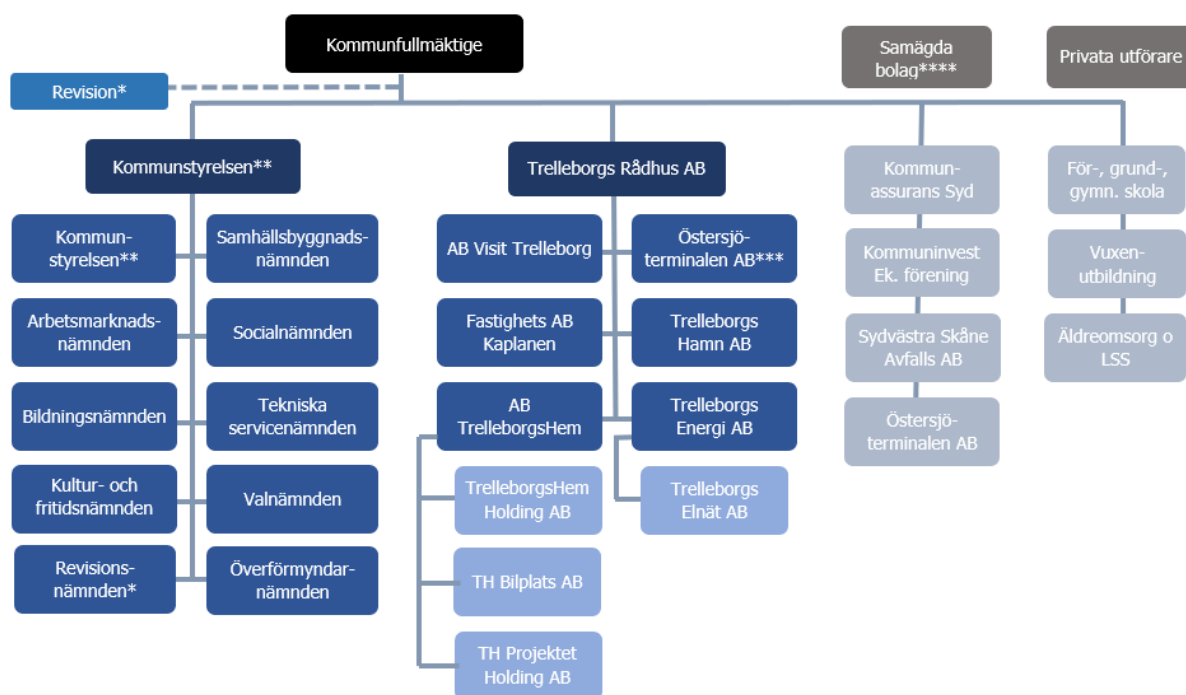 Kommunfullmäktige
Samägda
bolag****
Privata utförare
Revision*
Kommunstyrelsen**
Trelleborgs Rådhus AB
Kommun-
assurans Syd
För-, grund-,
gymn. skola
Kommun-
styrelsen**
Samhällsbyggnads-
nämnden
AB Visit Trelleborg
Östersjö-
terminalen AB***
Kommuninvest
Ek. förening
Vuxen-
utbildning
Arbetsmarknads-
nämnden
Socialnämnden
Fastighets AB
Kaplanen
Trelleborgs
Hamn AB
Sydvästra Skåne
Avfalls AB
Äldreomsorg o
LSS
Bildningsnämnden
Tekniska
servicenämnden
AB
TrelleborgsHem
Trelleborgs
Energi AB
Östersjö-
terminalen AB
Kultur- och
fritidsnämnden
Valnämnden
TrelleborgsHem
Holding AB
Trelleborgs
Elnät AB
Revisions-
nämnden*
Överförmyndar-
nämnden
TH Bilplats AB
TH Projektet
Holding AB